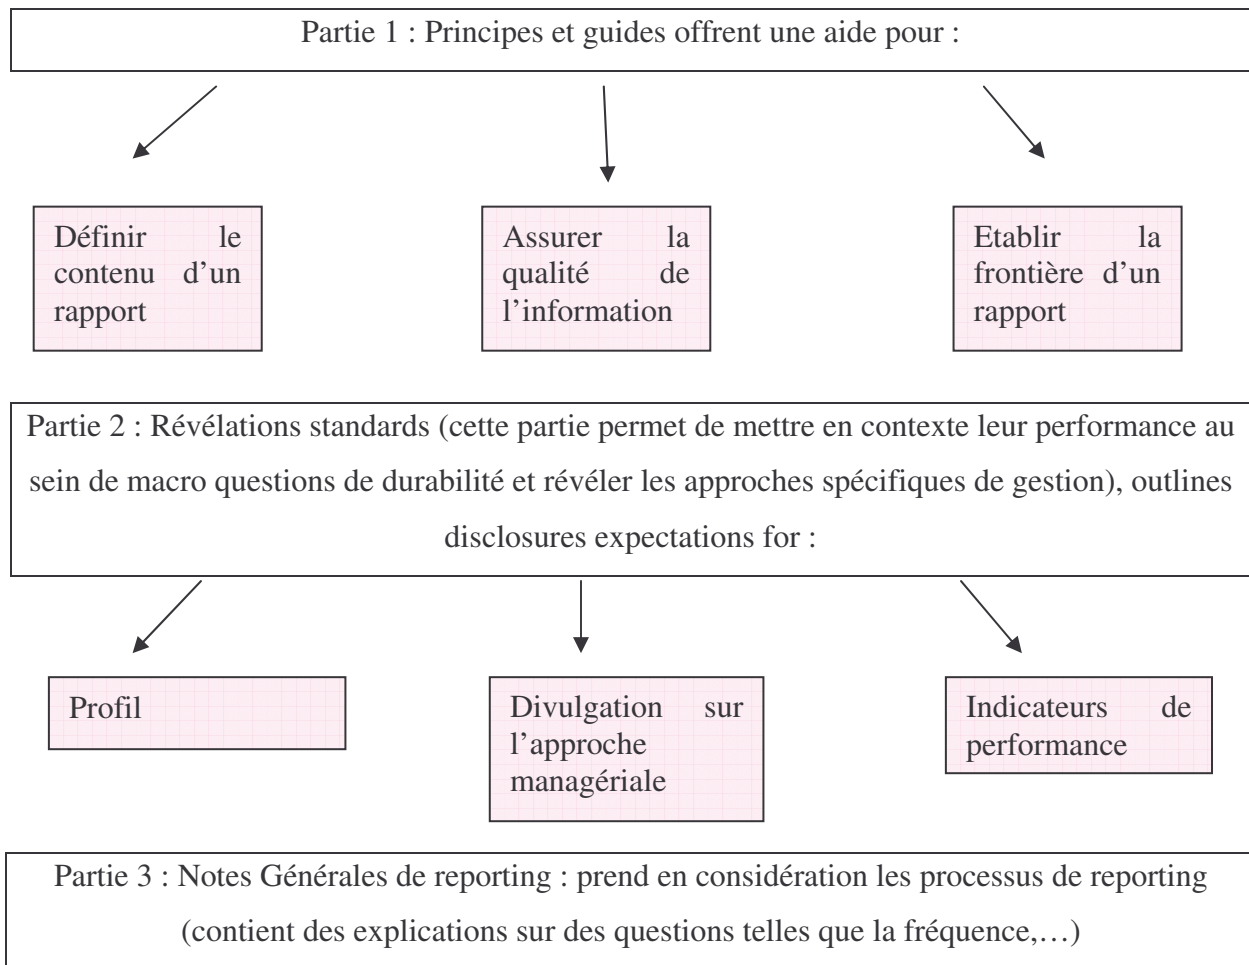 Partie 1 : Principes et guides offrent une aide pour :
Définir le
contenu d’un
rapport
Assurer la
qualité de
l’information
Etablir la
frontière d’un
rapport
Partie 2 : Révélations standards (cette partie permet de mettre en contexte leur performance au
sein de macro questions de durabilité et révéler les approches spécifiques de gestion), outlines
disclosures expectations for :
Profil
Divulgation sur
l’approche
managériale
Indicateurs de
performance
Partie 3 : Notes Générales de reporting : prend en considération les processus de reporting
(contient des explications sur des questions telles que la fréquence,…)